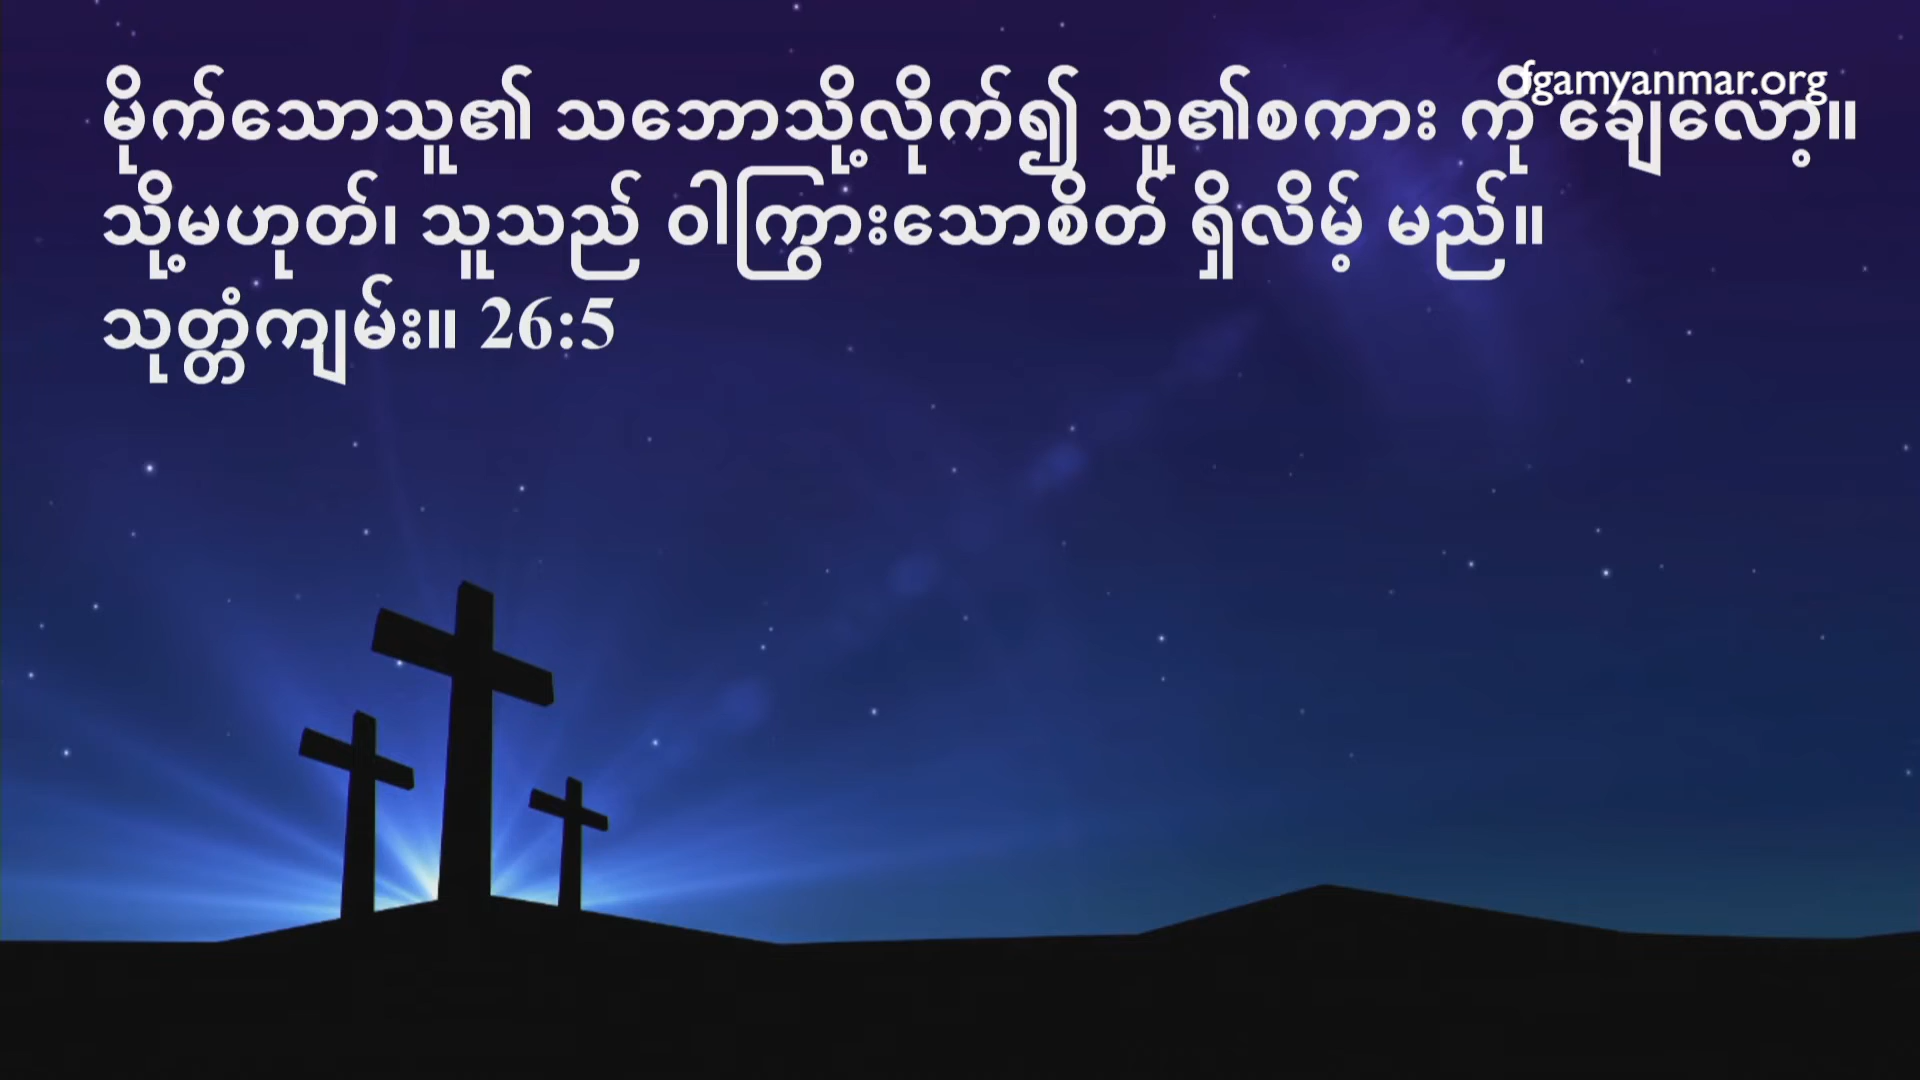 fgamyanmar.org
မိုက်သောသူ၏ သဘောသို့လိုက်၍ သူ၏စကား ကို ချေလော့။
သို့မဟုတ်၊ သူသည် ဝါကြွားသောစိတ် ရှိလိမ့် မည်။
သုတ္တံကျမ်း။ 26:5